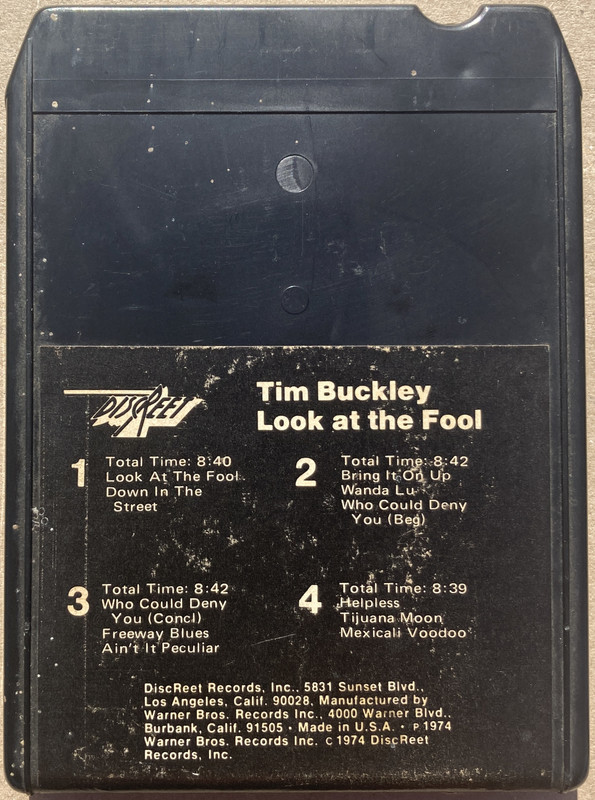 DISCREET
Tim Buckley
Look at the Fool
1
Total Time: 8:40
Look At The Fool
Down In The
Street
2
Total Time: 8:42
Bring It On Up
Wanda Lu
Who Could Deny
You (Beg)
3
Total Time: 8:42
Who Could Deny
You (Concl)
Freeway Blues
Ain't It Peculiar
4
Total Time: 8:39
Helpless
Tijuana Moon
Mexicali Voodoo
DiscReet Records, Inc., 5831 Sunset Blvd.,
Los Angeles, Calif. 90028, Manufactured by
Warner Bros. Records Inc., 4000 Warner Blvd.,
Burbank, Calif. 91505 • Made in U.S.A. • P 1974
Warner Bros. Records Inc. C 1974 DiscReet
Records, Inc.